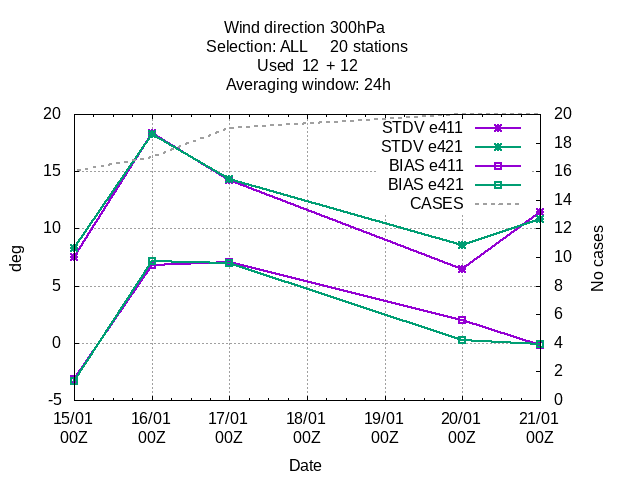 Wind direction 300hPa
Selection: ALL     20 stations
Used  12 + 12
Averaging window: 24h
STDV e411
STDV e421
BIAS e411
BIAS e421
CASES
20
15
10
5
0
-5
deg
20
18
16
14
12
10
8
6
4
2
0
No cases
15/01 16/01 17/01 18/01 19/01 20/01 21/01
00Z 00Z 00Z 00Z 00Z 00Z 00Z
Date